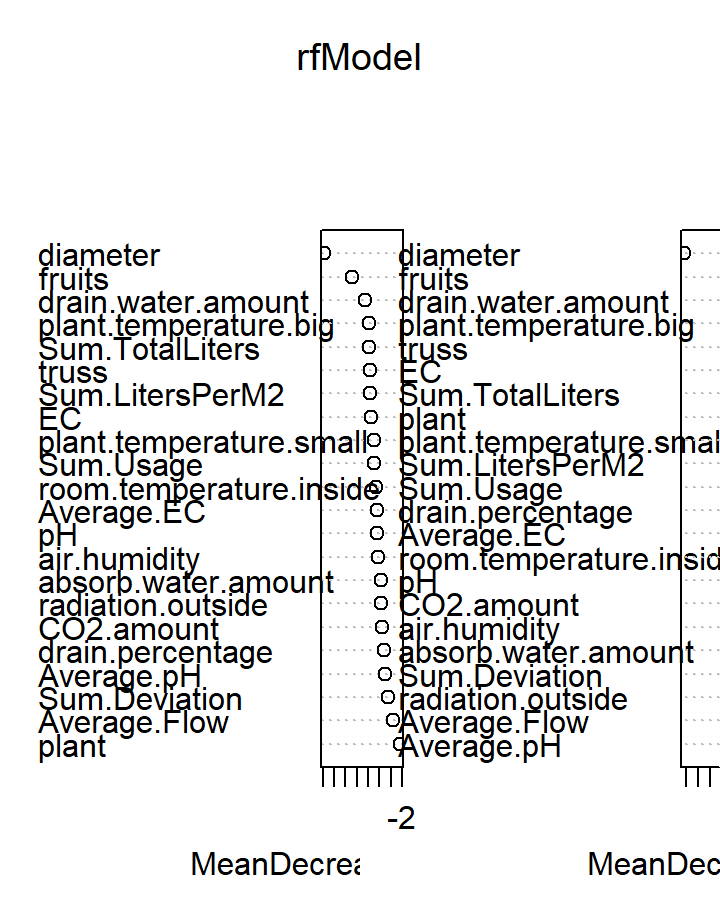 rfModel
diameter
fruits
drain.water.amount
plant.temperature.big
Sum.TotalLiters
truss
Sum.LitersPerM2
EC
plant.temperature.small
Sum.Usage
room.temperature.inside
Average.EC
pH
air.humidity
absorb.water.amount
radiation.outside
CO2.amount
drain.percentage
Average.pH
Sum.Deviation
Average.Flow
plant
-2
MeanDecrea
diameter
fruits
drain.water.amount
plant.temperature.big
truss
EC
Sum.TotalLiters
plant
plant.temperature.smal
Sum.LitersPerM2
Sum.Usage
drain.percentage
Average.EC
room.temperature.insid
pH
CO2.amount
air.humidity
absorb.water.amount
Sum.Deviation
radiation.outside
Average.Flow
Average.pH
MeanDec